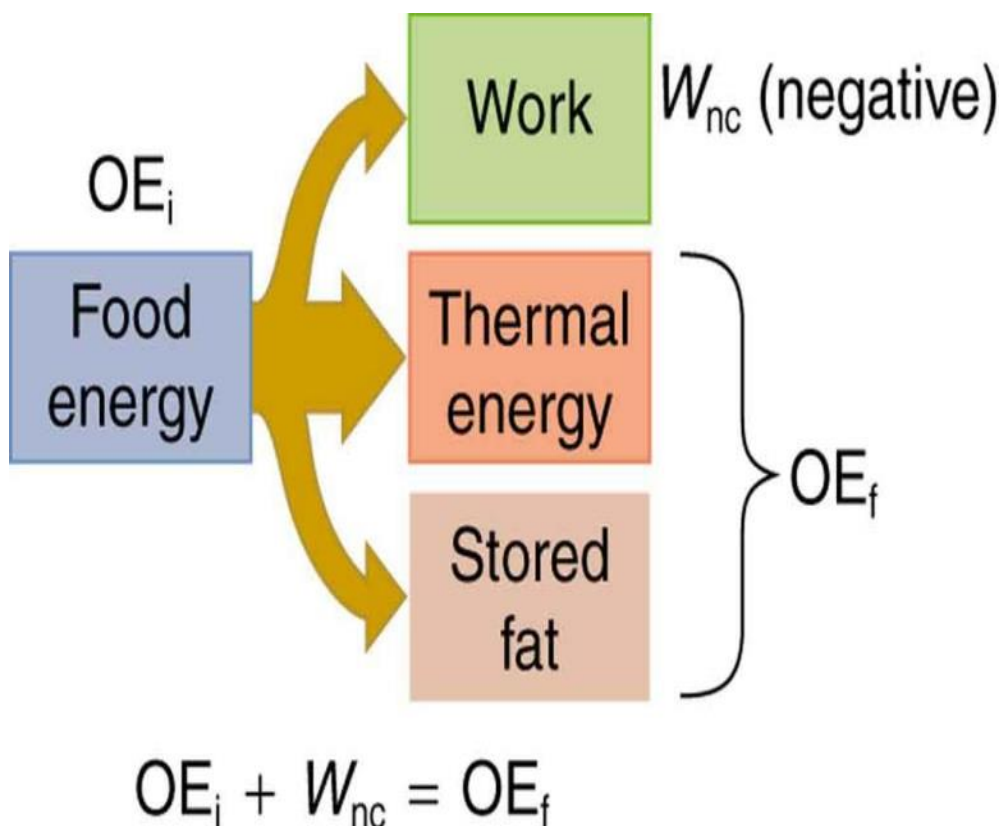 Work
W_nc (negative)
OE_i
Food
energy
Thermal
energy
OE_f
Stored
fat
OE_i + W_nc = OE_f